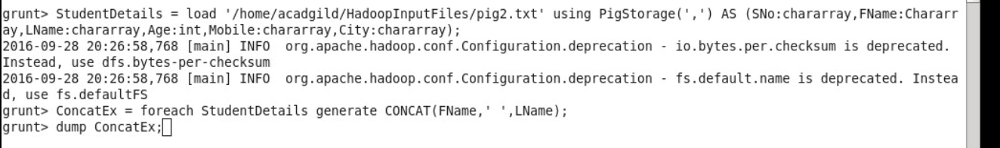 grunt> StudentDetails = load '/home/acadgild/HadoopInputFiles/pig2.txt' using PigStorage(',') AS (SNo:chararray,FName:Chararr
ay,LName:chararray,Age:int,Mobile:chararray,City:chararray);
2016-09-28 20:26:58,768 [main] INFO  org.apache.hadoop.conf.Configuration.deprecation - io.bytes.per.checksum is deprecated.
Instead, use dfs.bytes-per-checksum
2016-09-28 20:26:58,768 [main] INFO  org.apache.hadoop.conf.Configuration.deprecation - fs.default.name is deprecated. Instea
d, use fs.defaultFS
grunt> ConcatEx = foreach StudentDetails generate CONCAT(FName,' ',LName);
grunt> dump ConcatEx;